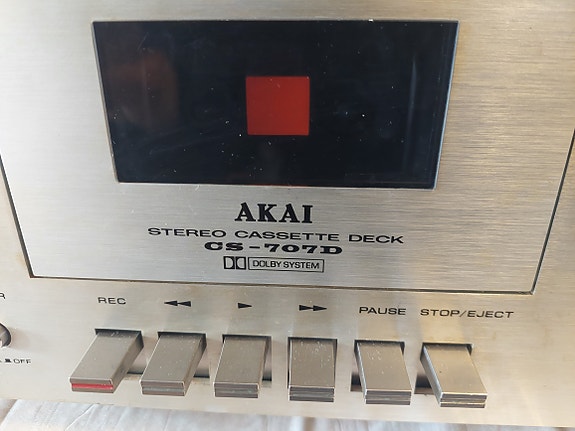 AKAI
STEREO CASSETTE DECK
CS-707D
DOLBY SYSTEM
REC
PAUSE
STOP/EJECT
OFF